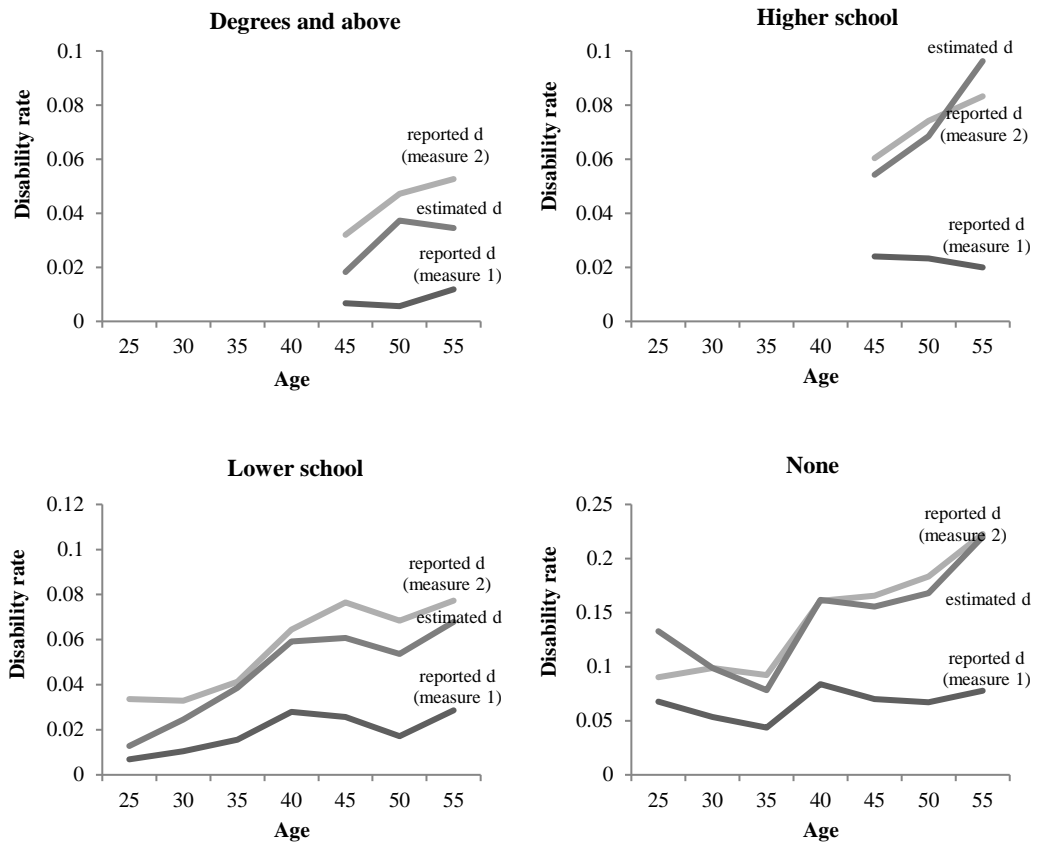 Degrees and above
0.1
0.08
0.06
0.04
0.02
0
Disability rate
reported d
(measure 2)
estimated d
reported d
(measure 1)
25 30 35 40 45 50 55
Age
Higher school
0.1
0.08
0.06
0.04
0.02
0
Disability rate
estimated d
reported d
(measure 2)
reported d
(measure 1)
25 30 35 40 45 50 55
Age
Lower school
0.12
0.1
0.08
0.06
0.04
0.02
0
Disability rate
reported d
(measure 2)
estimated d
reported d
(measure 1)
25 30 35 40 45 50 55
Age
None
0.25
0.2
0.15
0.1
0.05
0
Disability rate
reported d
(measure 2)
estimated d
reported d
(measure 1)
25 30 35 40 45 50 55
Age